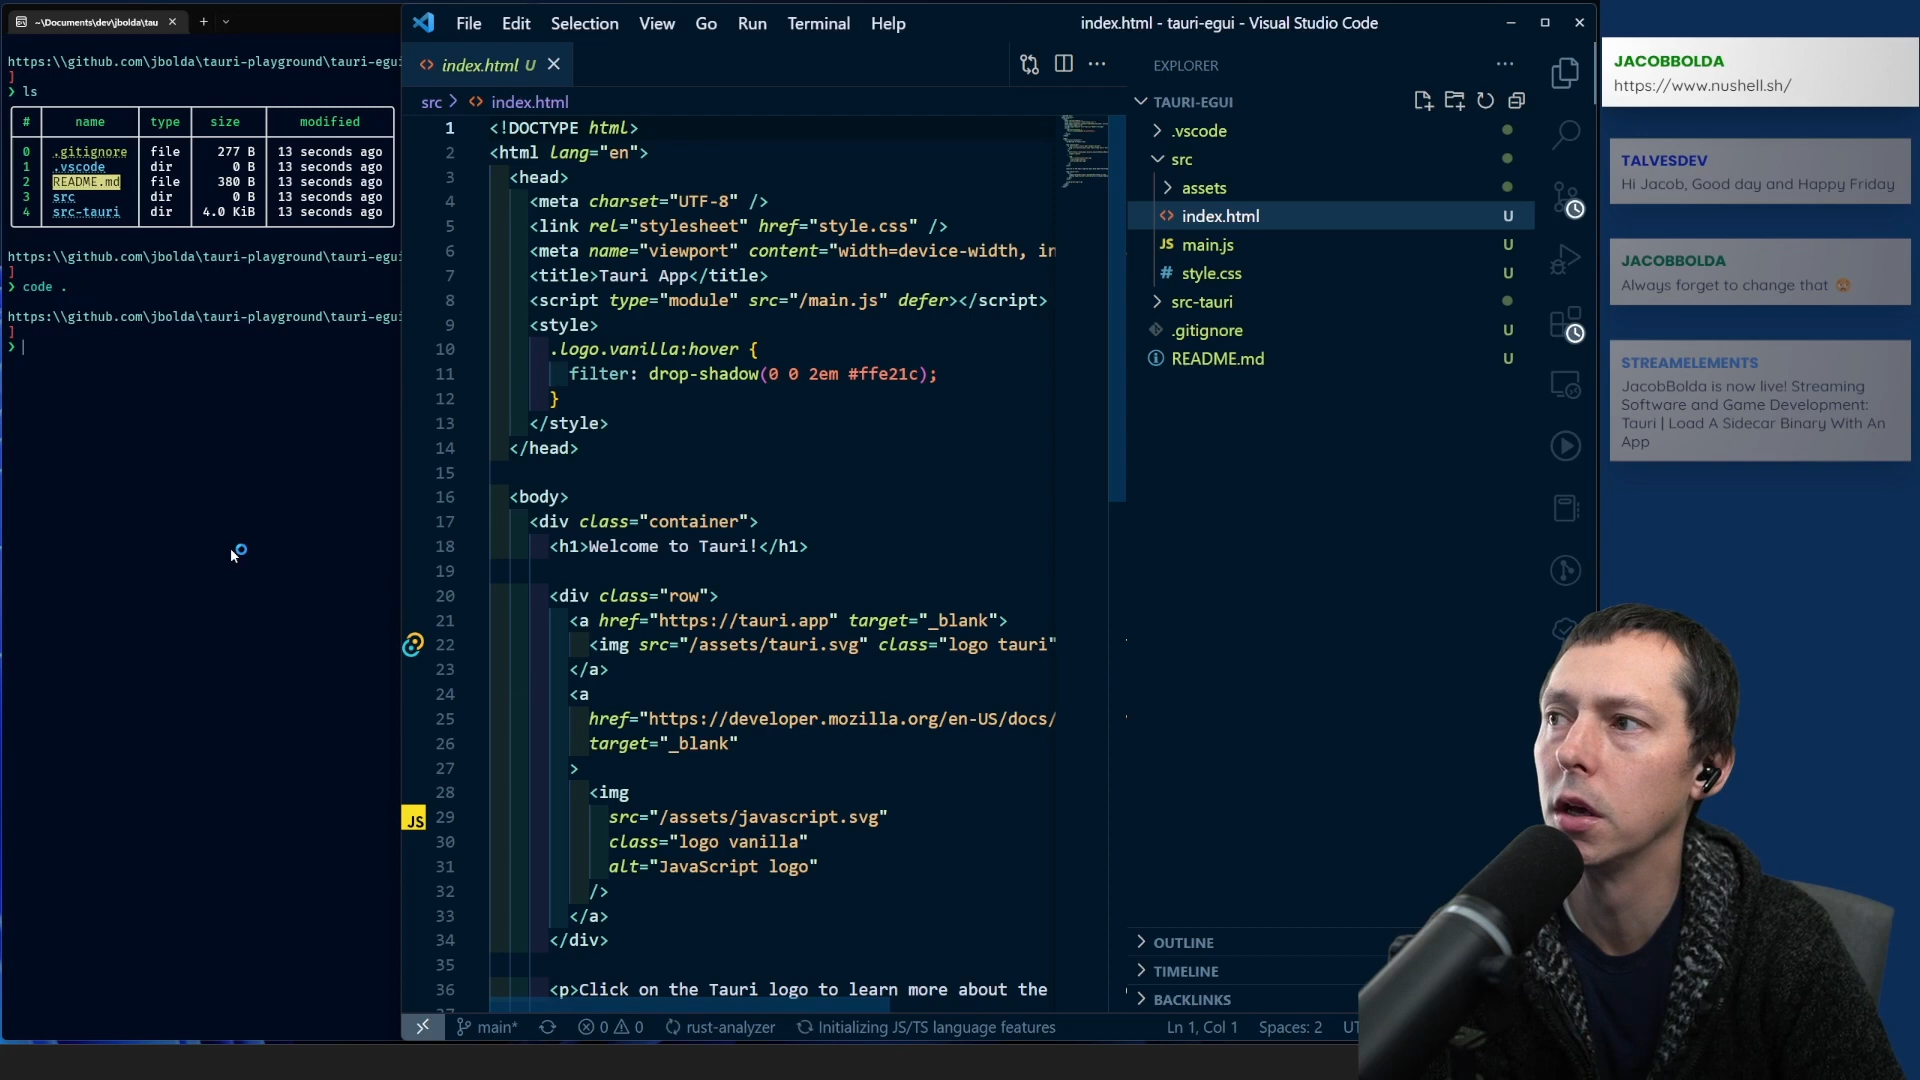 ~\Documents\dev\jbolda\tau
https:\\github.com\jbolda\tauri-playground\tauri-egui
]
❯ ls
# name type size modified
0 .gitignore file 277 B 13 seconds ago
1 .vscode dir 0 B 13 seconds ago
2 README.md file 380 B 13 seconds ago
3 src dir 0 B 13 seconds ago
4 src-tauri dir 4.0 KiB 13 seconds ago
https:\\github.com\jbolda\tauri-playground\tauri-egui
]
❯ code .
https:\\github.com\jbolda\tauri-playground\tauri-egui
]
❯
File Edit Selection View Go Run Terminal Help
index.html - tauri-egui - Visual Studio Code
<> index.html U
src > <> index.html
1 <!DOCTYPE html>
2 <html lang="en">
3 <head>
4 <meta charset="UTF-8" />
5 <link rel="stylesheet" href="style.css" />
6 <meta name="viewport" content="width=device-width, in
7 <title>Tauri App</title>
8 <script type="module" src="/main.js" defer></script>
9 <style>
10 .logo.vanilla:hover {
11 filter: drop-shadow(0 0 2em #ffe21c);
12 }
13 </style>
14 </head>
15
16 <body>
17 <div class="container">
18 <h1>Welcome to Tauri!</h1>
19
20 <div class="row">
21 <a href="https://tauri.app" target="_blank">
22 <img src="/assets/tauri.svg" class="logo tauri"
23 </a>
24 <a
25 href="https://developer.mozilla.org/en-US/docs/
26 target="_blank"
27 >
28 <img
29 src="/assets/javascript.svg"
30 class="logo vanilla"
31 alt="JavaScript logo"
32 />
33 </a>
34 </div>
35
36 <p>Click on the Tauri logo to learn more about the
JS
EXPLORER
TAURI-EGUI
.vscode
src
assets
<> index.html U
JS main.js U
# style.css U
src-tauri
.gitignore U
README.md U
OUTLINE
TIMELINE
BACKLINKS
main* 0 0 rust-analyzer Initializing JS/TS language features Ln 1, Col 1 Spaces: 2
JACOBBOLDA
https://www.nushell.sh/
TALVESDEV
Hi Jacob, Good day and Happy Friday
JACOBBOLDA
Always forget to change that
STREAMELEMENTS
JacobBolda is now live! Streaming
Software and Game Development:
Tauri | Load A Sidecar Binary With An
App